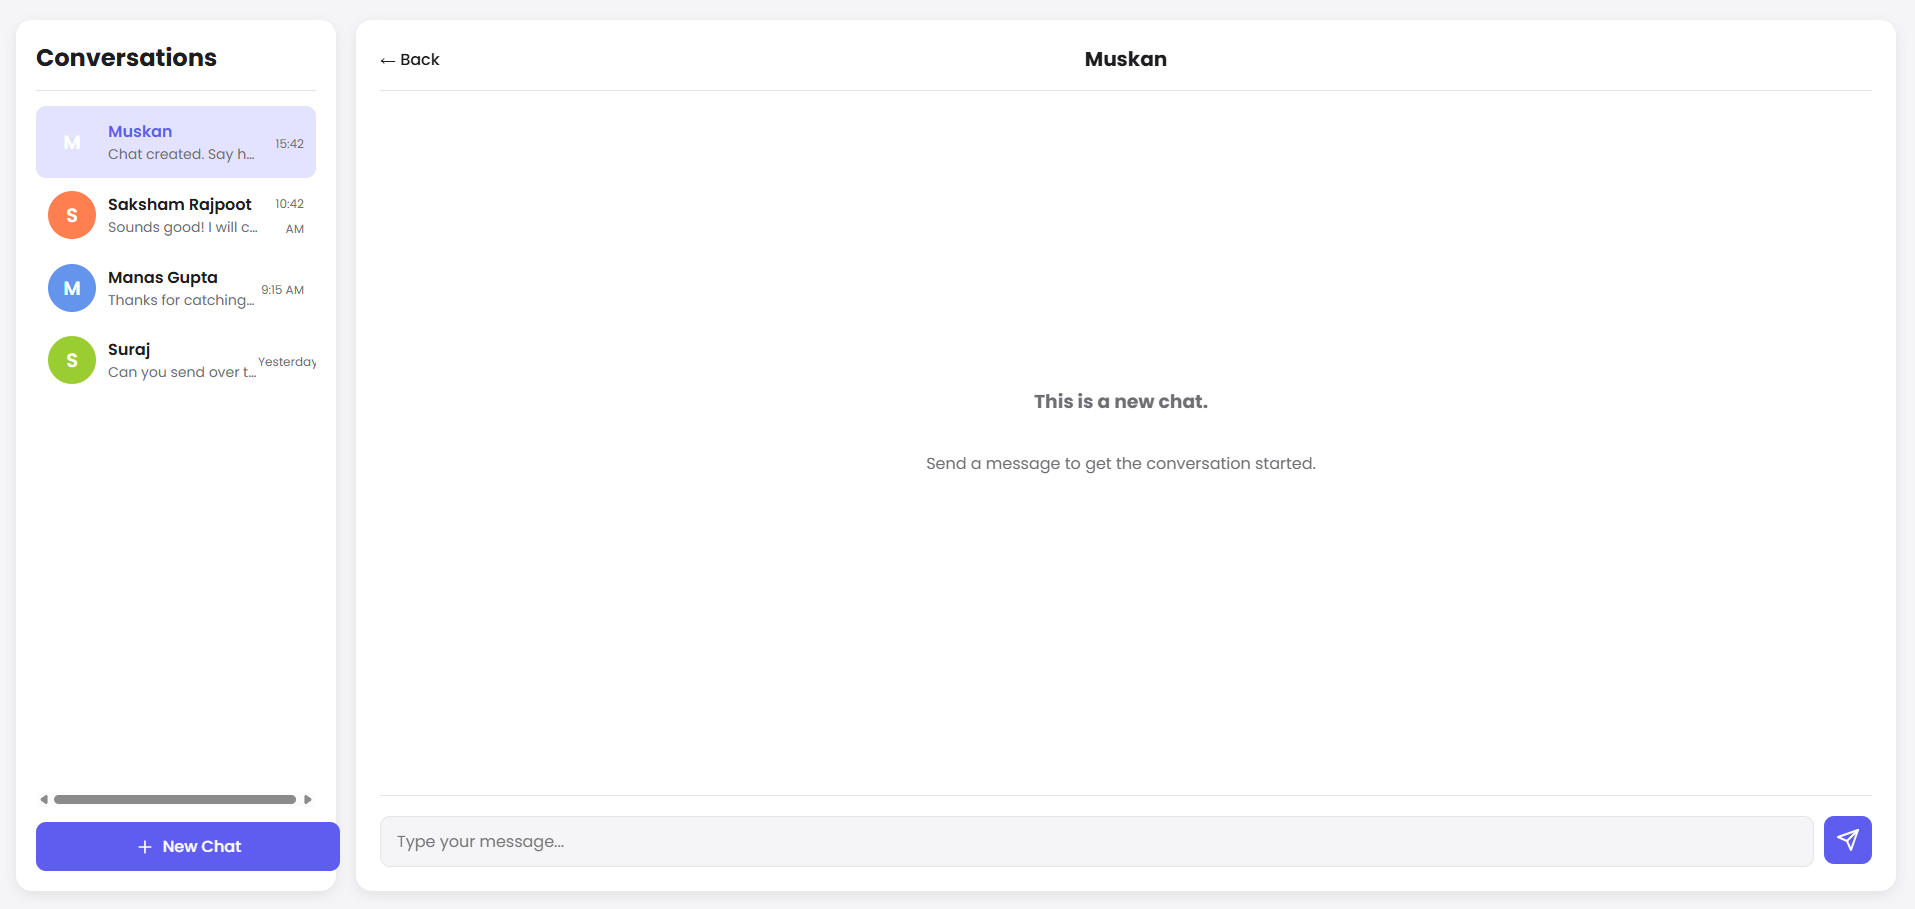 Conversations
M
Muskan
Chat created. Say h...
15:42
S
Saksham Rajpoot
Sounds good! I will c...
10:42
AM
M
Manas Gupta
Thanks for catching...
9:15 AM
S
Suraj
Can you send over t...
Yesterday
+ New Chat
← Back
Muskan
This is a new chat.
Send a message to get the conversation started.
Type your message...